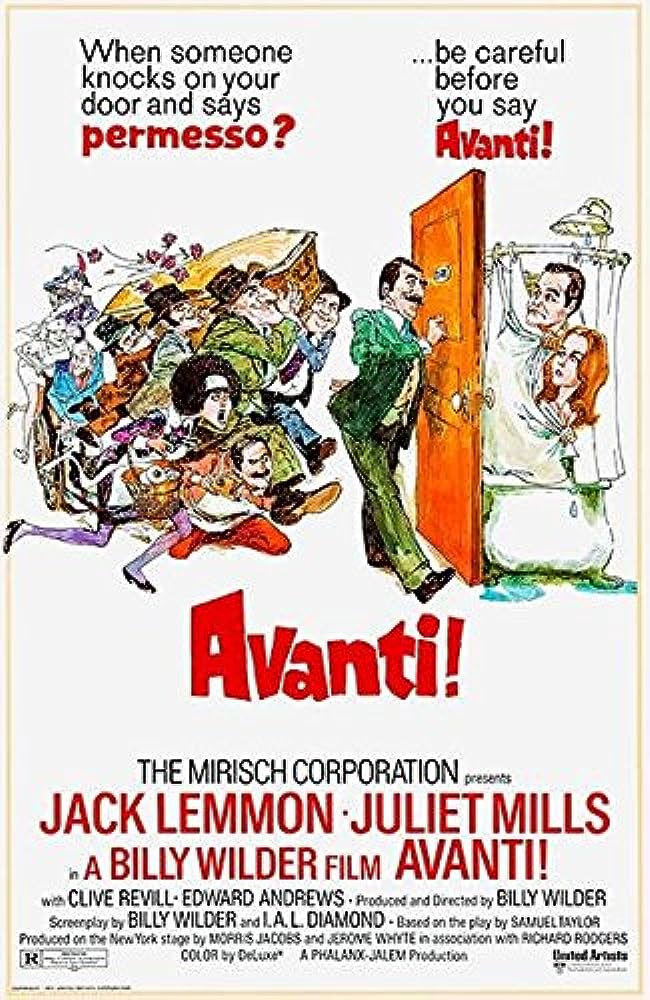 When someone
knocks on your
door and says
permesso?
...be careful
before
you say
Avanti!
Avanti!
THE MIRISCH CORPORATION presents
JACK LEMMON · JULIET MILLS
in A BILLY WILDER FILM AVANTI!
with CLIVE REVILL · EDWARD ANDREWS · Produced and Directed by BILLY WILDER
Screenplay by BILLY WILDER and I.A.L. DIAMOND · Based on the play by SAMUEL TAYLOR
Produced on the New York stage by MORRIS JACOBS and JEROME WHYTE in association with RICHARD RODGERS
R
COLOR by DeLuxe® A PHALANX-JALEM Production
United Artists